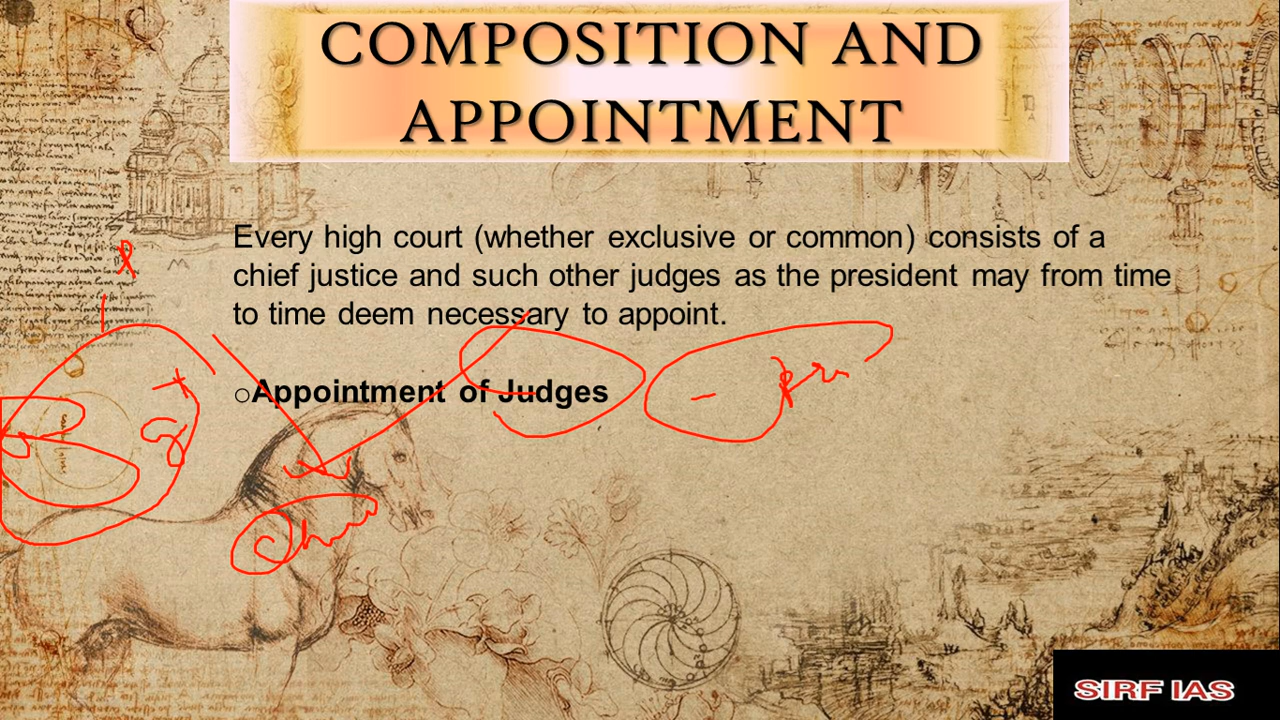 COMPOSITION AND
APPOINTMENT
Every high court (whether exclusive or common) consists of a
chief justice and such other judges as the president may from time
to time deem necessary to appoint.
○Appointment of Judges
SIRF IAS